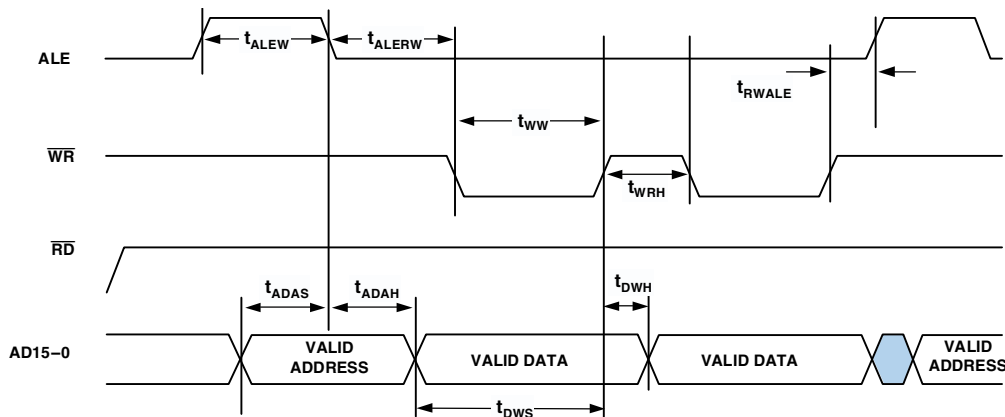 ALE
tALEW
tALERW
tRWALE
tWW
WR
tWRH
RD
tADAS
tADAH
tDWH
AD15–0
VALID
ADDRESS
VALID DATA
VALID DATA
VALID
ADDRESS
tDWS